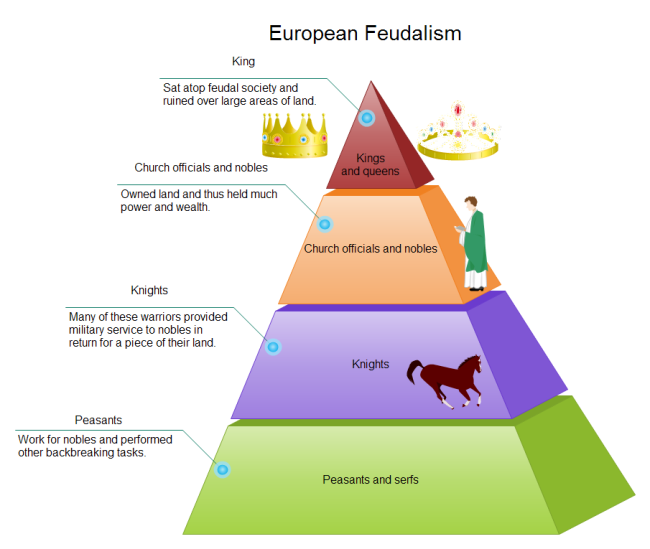 European Feudalism
King
Sat atop feudal society and
ruined over large areas of land.
Kings
and queens
Church officials and nobles
Owned land and thus held much
power and wealth.
Church officials and nobles
Knights
Many of these warriors provided
military service to nobles in
return for a piece of their land.
Knights
Peasants
Work for nobles and performed
other backbreaking tasks.
Peasants and serfs